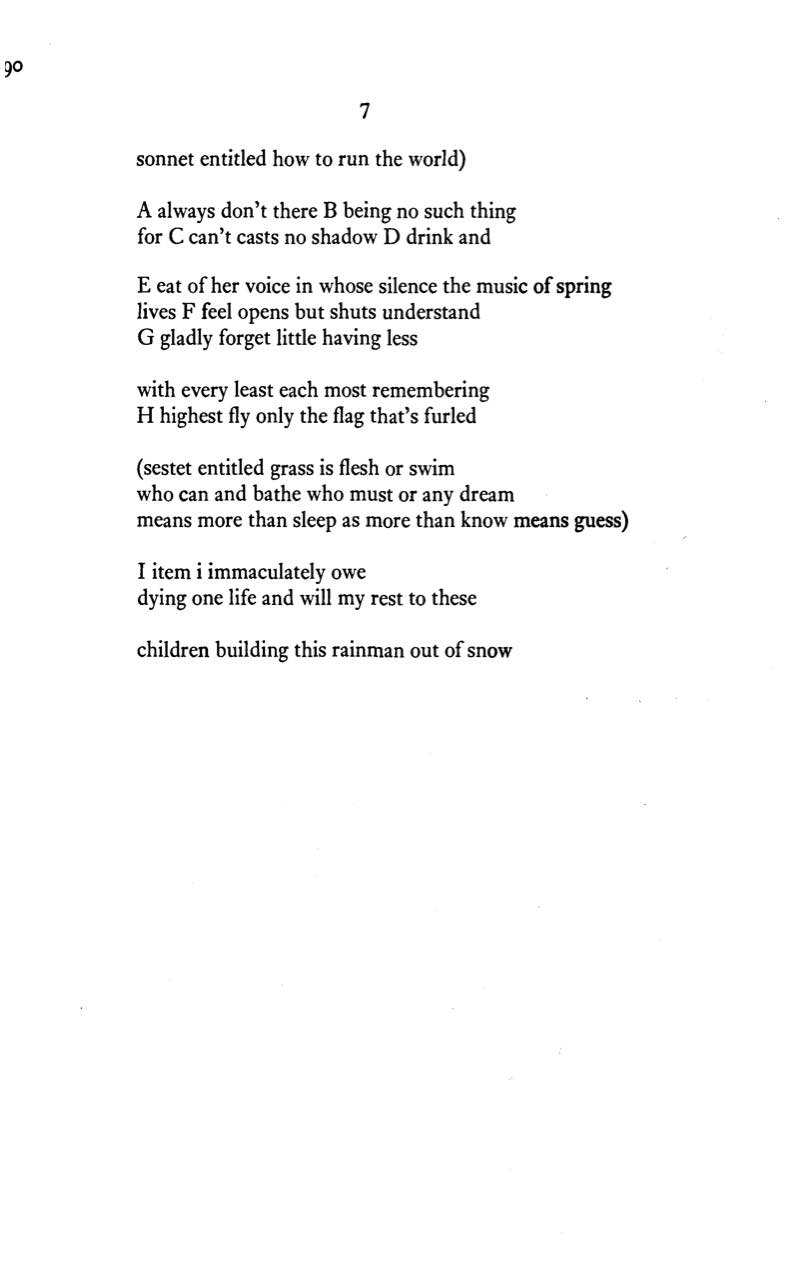 90
7
sonnet entitled how to run the world)
A always don't there B being no such thing
for C can't casts no shadow D drink and
E eat of her voice in whose silence the music of spring
lives F feel opens but shuts understand
G gladly forget little having less
with every least each most remembering
H highest fly only the flag that's furled
(sestet entitled grass is flesh or swim
who can and bathe who must or any dream
means more than sleep as more than know means guess)
I item i immaculately owe
dying one life and will my rest to these
children building this rainman out of snow